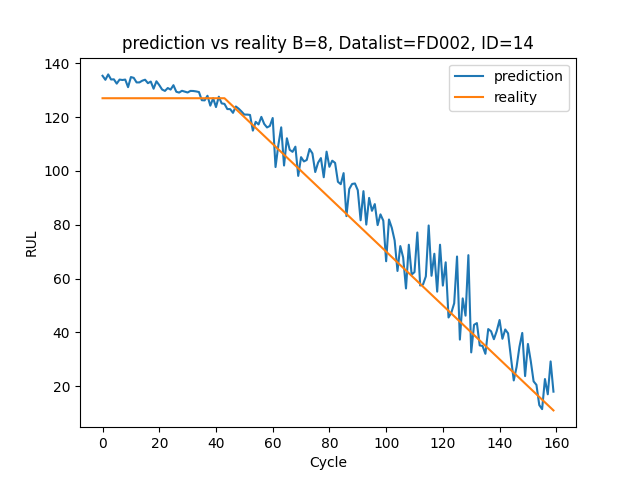 prediction vs reality B=8, Datalist=FD002, ID=14
prediction
reality
140
120
100
80
60
40
20
RUL
0 20 40 60 80 100 120 140 160
Cycle